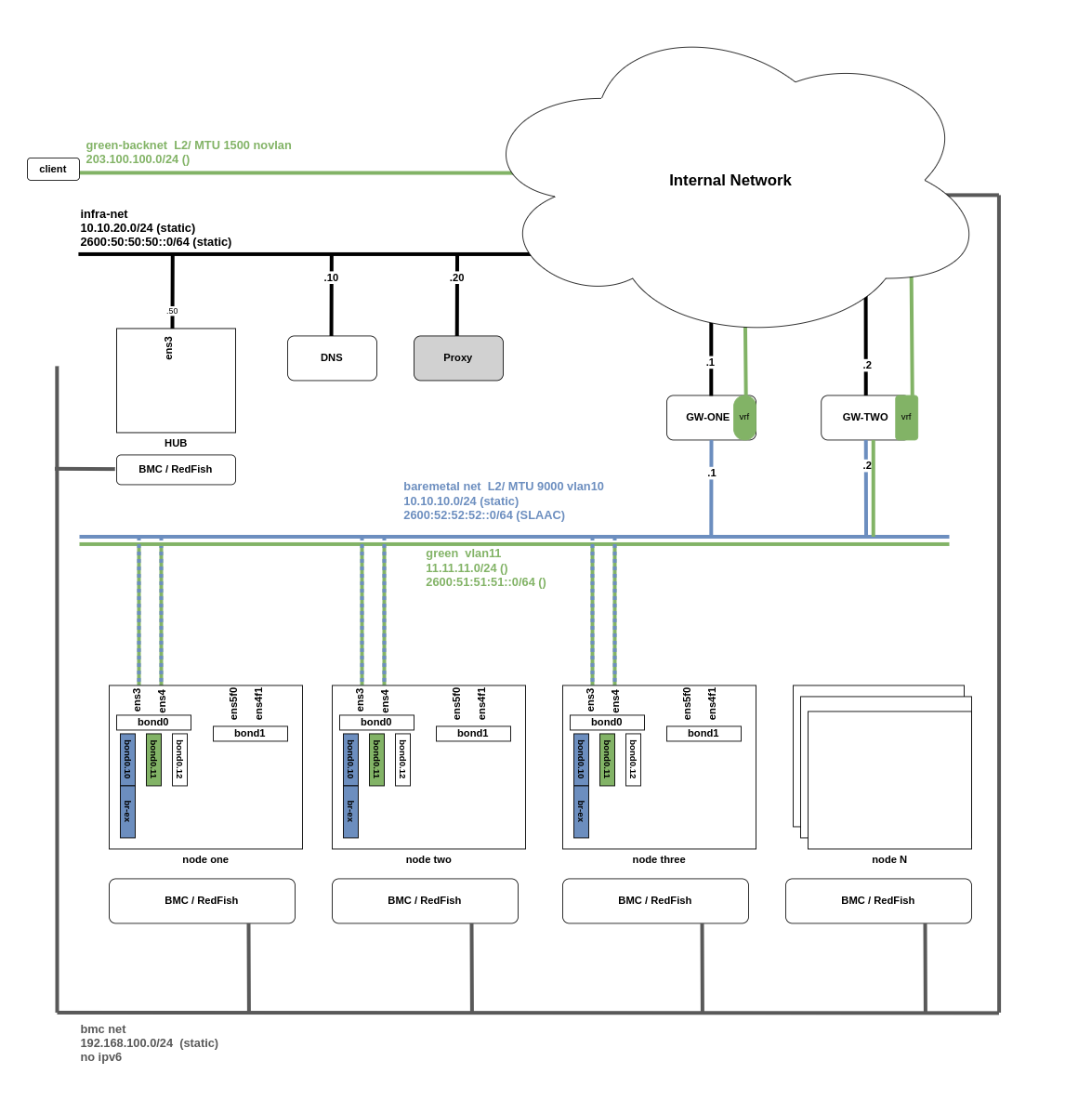 Internal Network
green-backnet  L2/ MTU 1500 novlan
203.100.100.0/24 ()
client
infra-net
10.10.20.0/24 (static)
2600:50:50:50::0/64 (static)
.50
.10
.20
ens3
HUB
BMC / RedFish
DNS
Proxy
.1
.2
GW-ONE
vrf
GW-TWO
vrf
.1
.2
baremetal net  L2/ MTU 9000 vlan10
10.10.10.0/24 (static)
2600:52:52:52::0/64 (SLAAC)
green  vlan11
11.11.11.0/24 ()
2600:51:51:51::0/64 ()
ens3
ens4
ens5f0
ens4f1
bond0
bond1
bond0.10
bond0.11
bond0.12
br-ex
node one
BMC / RedFish
ens3
ens4
ens5f0
ens4f1
bond0
bond1
bond0.10
bond0.11
bond0.12
br-ex
node two
BMC / RedFish
ens3
ens4
ens5f0
ens4f1
bond0
bond1
bond0.10
bond0.11
bond0.12
br-ex
node three
BMC / RedFish
node N
BMC / RedFish
bmc net
192.168.100.0/24  (static)
no ipv6